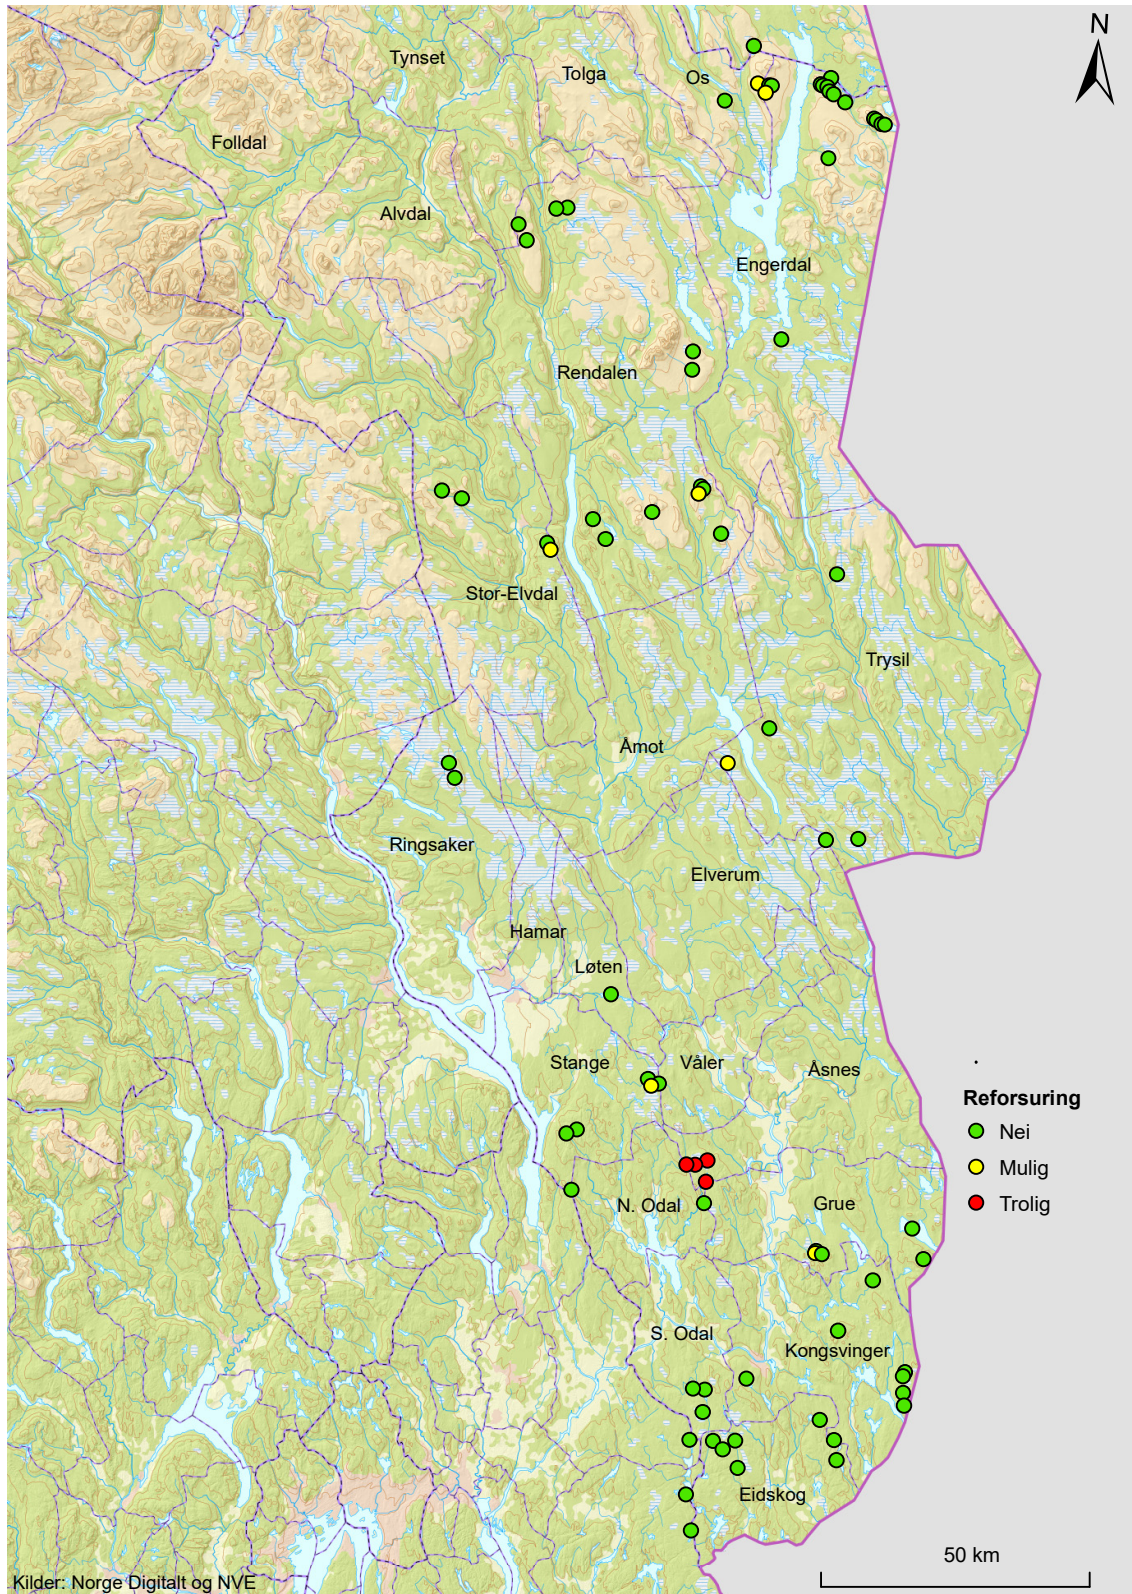 N
Tynset
Tolga
Os
Folldal
Alvdal
Engerdal
Rendalen
Stor-Elvdal
Trysil
Åmot
Ringsaker
Elverum
Hamar
Løten
Stange
Våler
Åsnes
Reforsuring
Nei
Mulig
Trolig
N. Odal
Grue
S. Odal
Kongsvinger
Eidskog
50 km
Kilder: Norge Digitalt og NVE